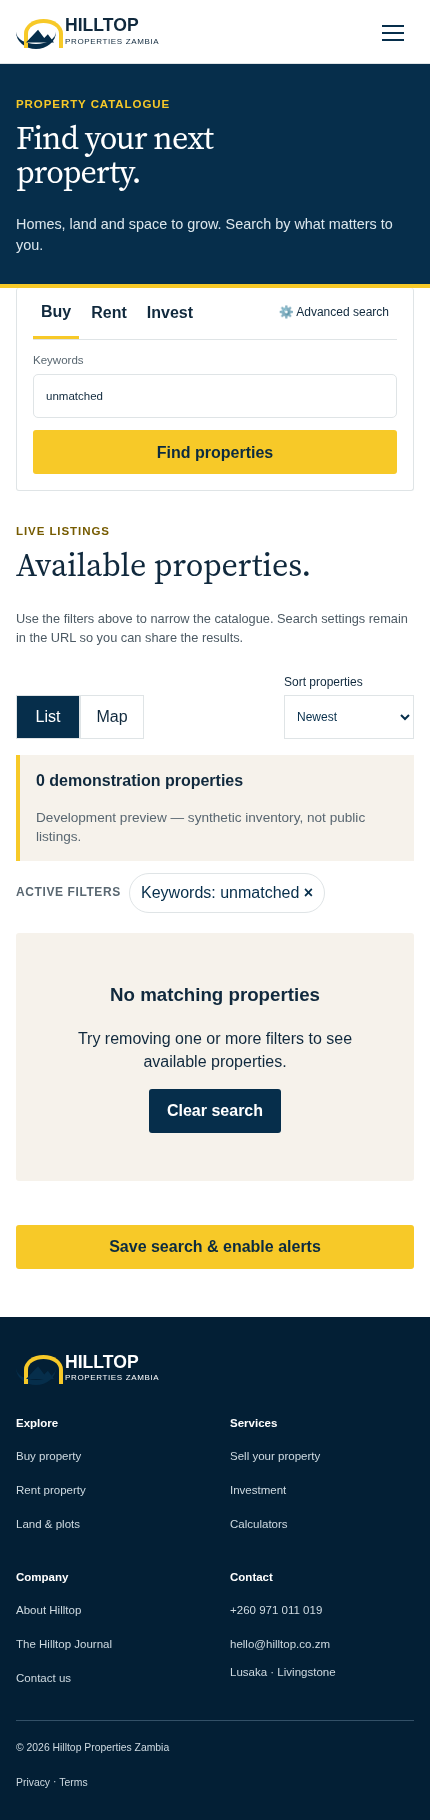 HILLTOP
PROPERTIES ZAMBIA
PROPERTY CATALOGUE
Find your next
property.
Homes, land and space to grow. Search by what matters to
you.
Buy Rent Invest ⚙️ Advanced search
Keywords
unmatched
Find properties
LIVE LISTINGS
Available properties.
Use the filters above to narrow the catalogue. Search settings remain
in the URL so you can share the results.
Sort properties
List Map Newest
0 demonstration properties
Development preview — synthetic inventory, not public
listings.
ACTIVE FILTERS Keywords: unmatched ×
No matching properties
Try removing one or more filters to see
available properties.
Clear search
Save search & enable alerts
HILLTOP
PROPERTIES ZAMBIA
Explore
Buy property
Rent property
Land & plots
Services
Sell your property
Investment
Calculators
Company
About Hilltop
The Hilltop Journal
Contact us
Contact
+260 971 011 019
hello@hilltop.co.zm
Lusaka · Livingstone
© 2026 Hilltop Properties Zambia
Privacy · Terms